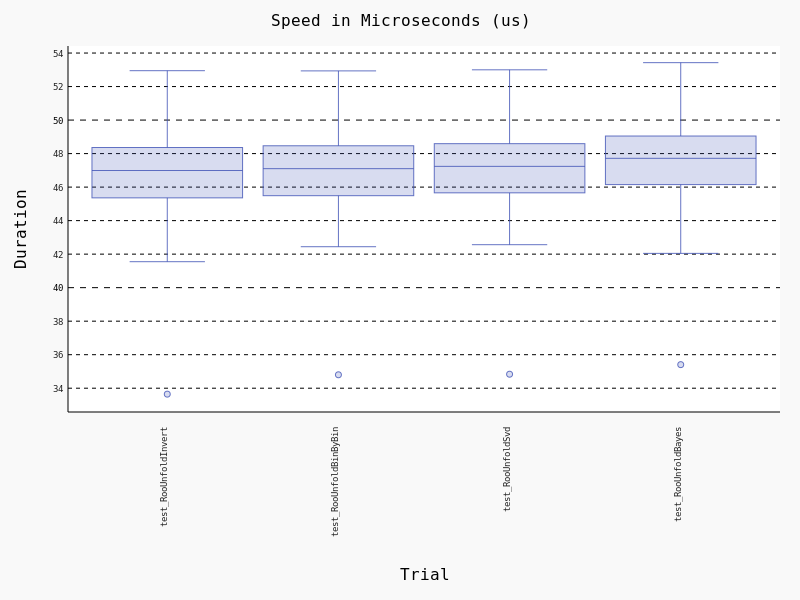 Speed in Microseconds (us)
54
52
50
48
46
44
42
40
38
36
34
Duration
test_RooUnfoldInvert
test_RooUnfoldBinByBin
test_RooUnfoldSvd
test_RooUnfoldBayes
Trial